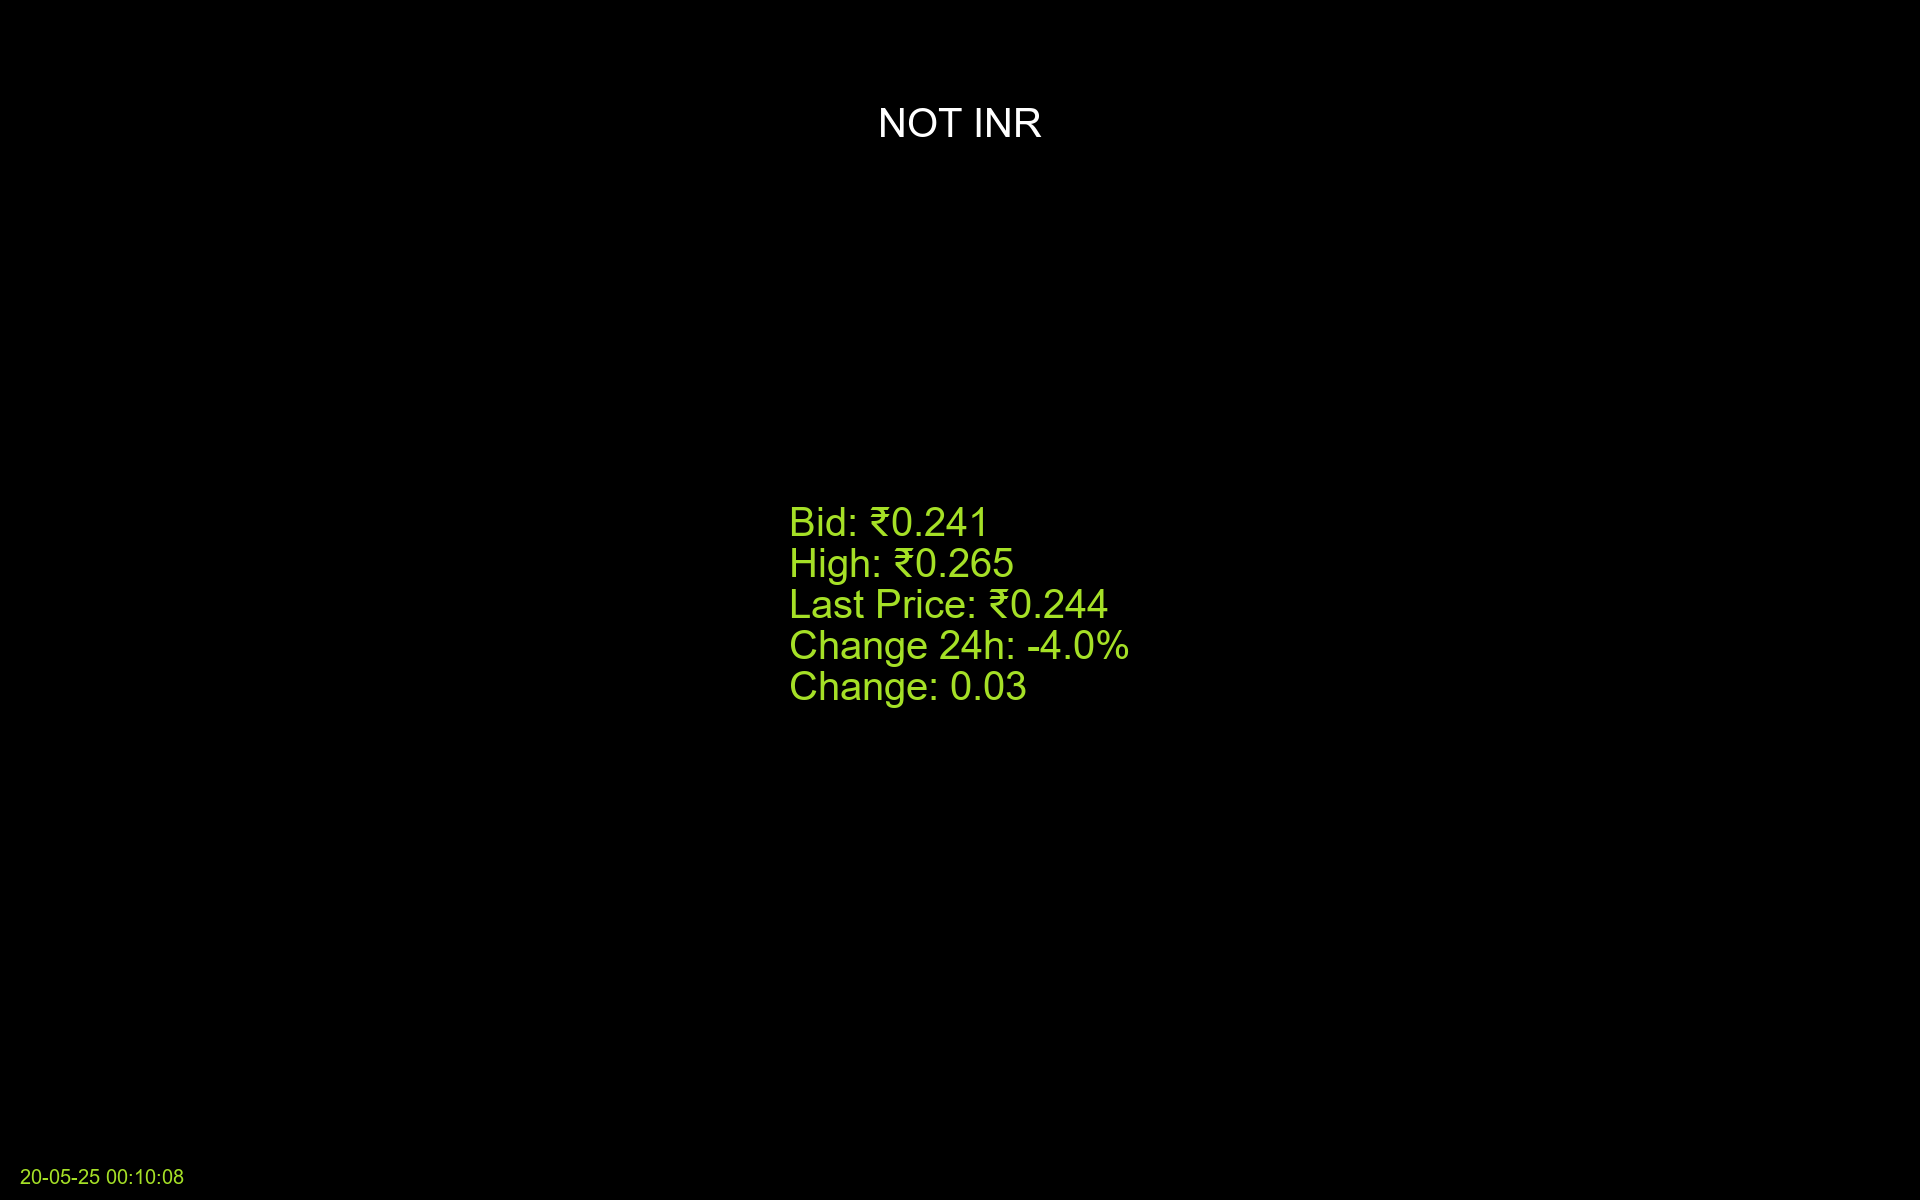 NOT INR
Bid: ₹0.241
High: ₹0.265
Last Price: ₹0.244
Change 24h: -4.0%
Change: 0.03
20-05-25 00:10:08